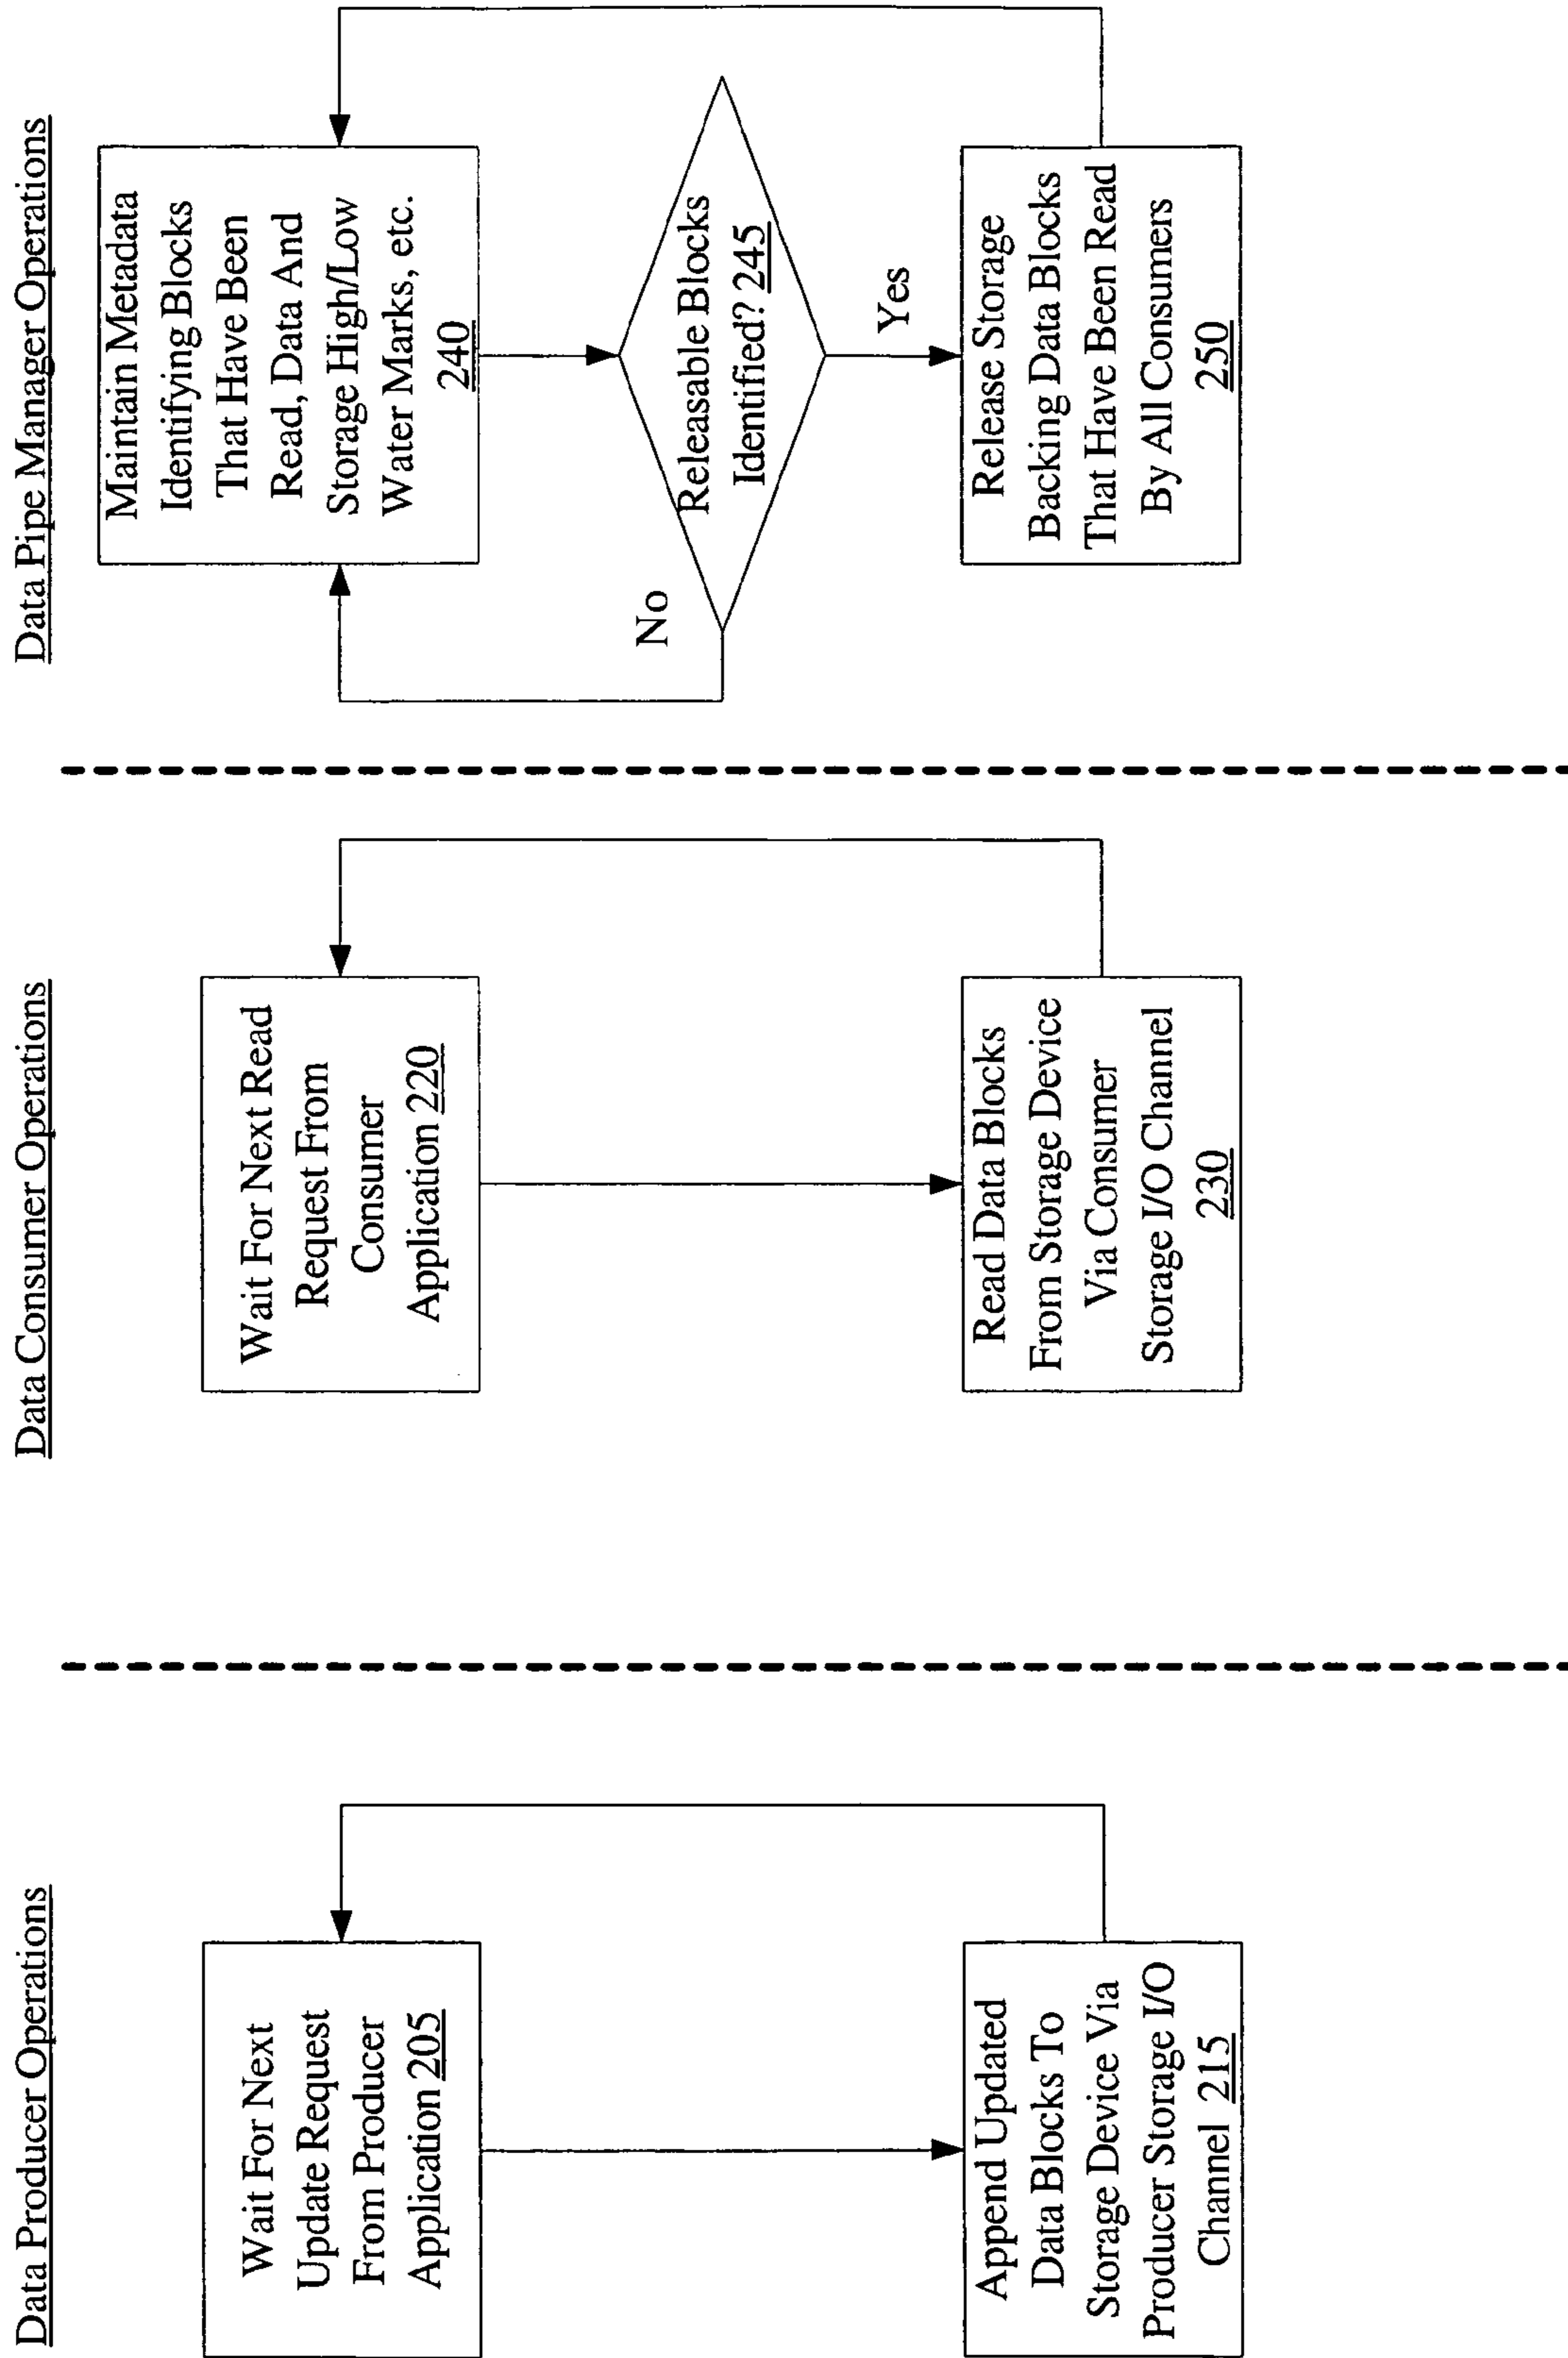 Data Producer Operations
Wait For Next
Update Request
From Producer
Application 205
Append Updated
Data Blocks To
Storage Device Via
Producer Storage I/O
Channel 215
Data Consumer Operations
Wait For Next Read
Request From
Consumer
Application 220
Read Data Blocks
From Storage Device
Via Consumer
Storage I/O Channel
230
Data Pipe Manager Operations
Maintain Metadata
Identifying Blocks
That Have Been
Read, Data And
Storage High/Low
Water Marks, etc.
240
Releasable Blocks
Identified? 245
No
Yes
Release Storage
Backing Data Blocks
That Have Been Read
By All Consumers
250